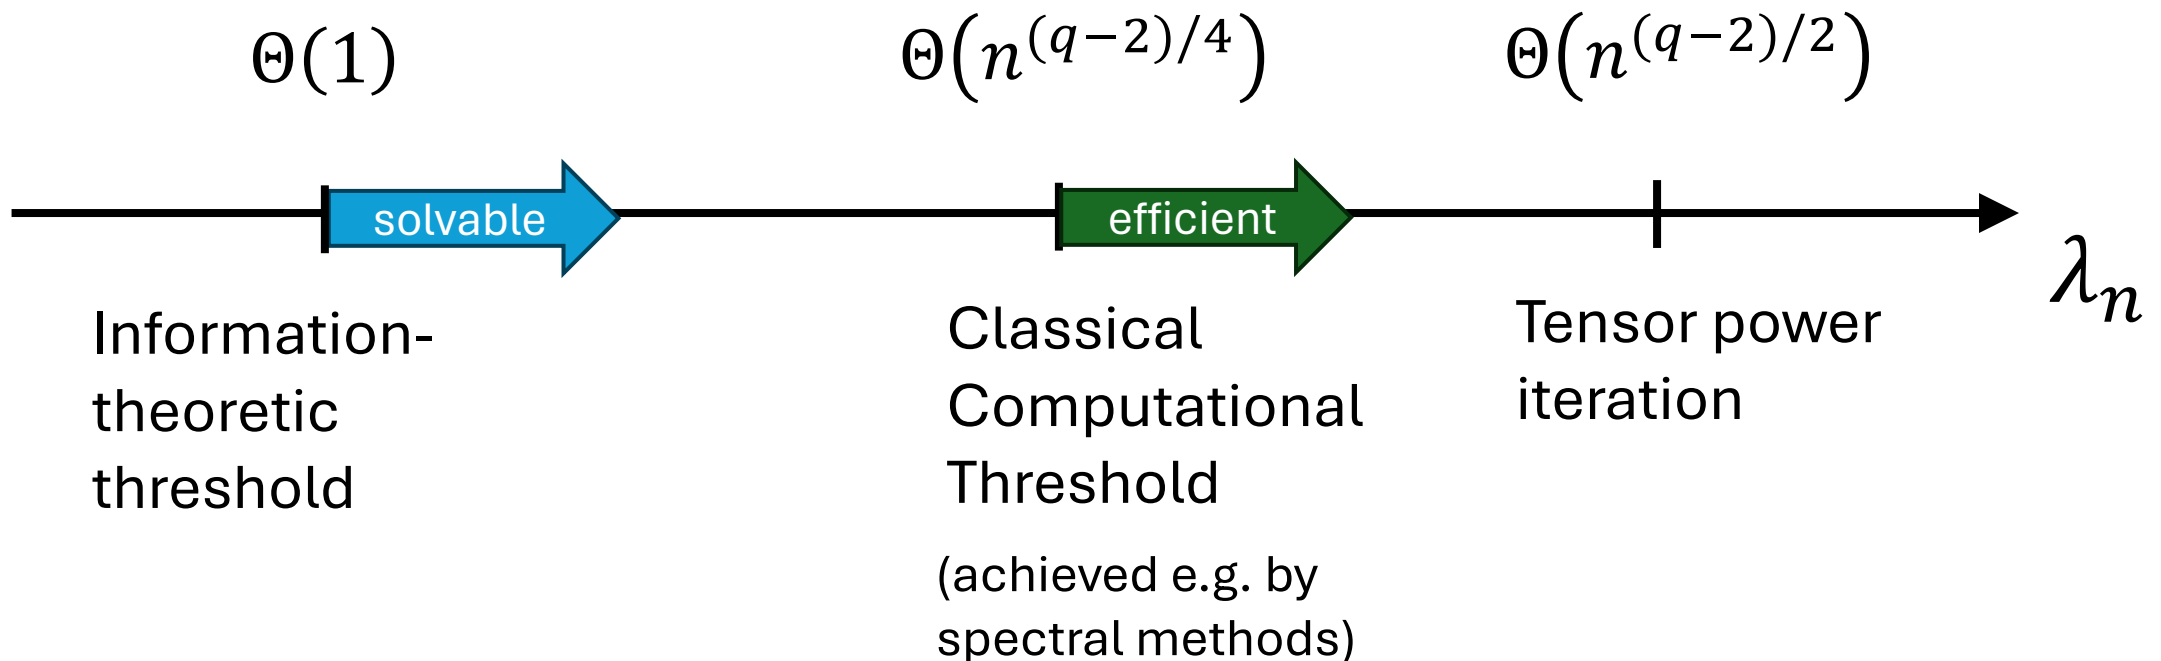 Θ(1)
Θ(n^{(q−2)/4})
Θ(n^{(q−2)/2})
solvable
efficient
λ_n
Information-
theoretic
threshold
Classical
Computational
Threshold
(achieved e.g. by
spectral methods)
Tensor power
iteration